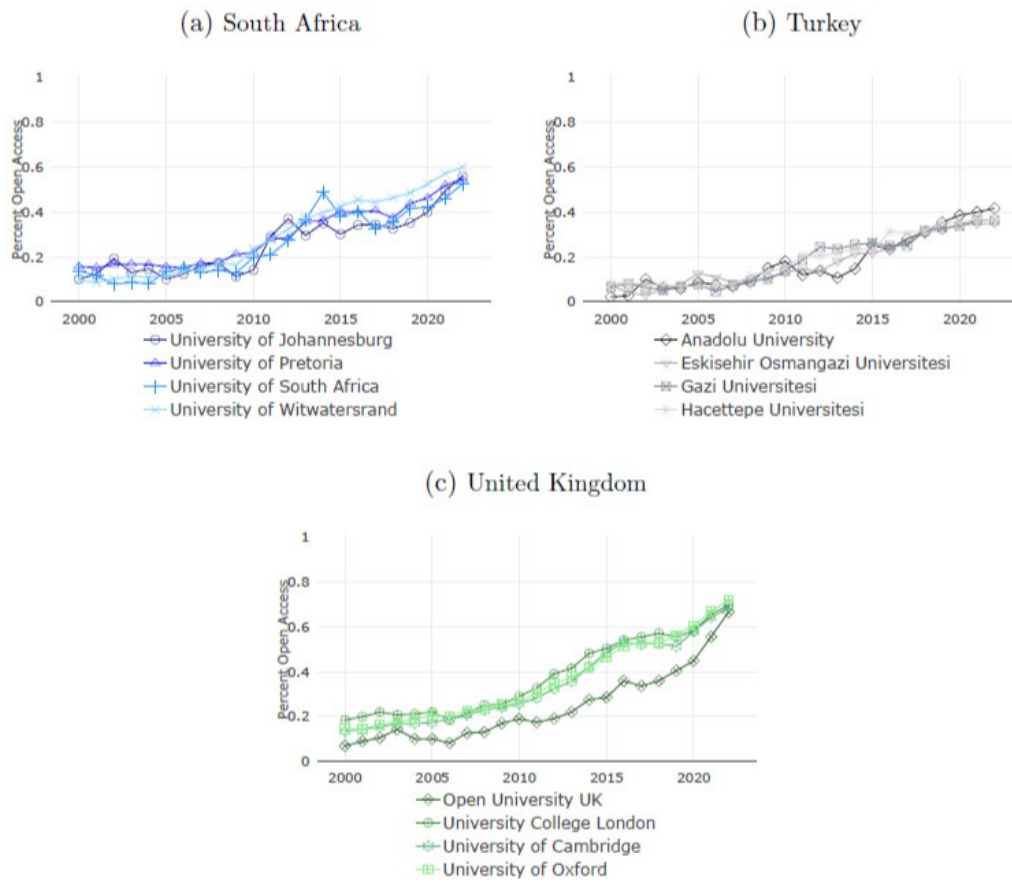 (a) South Africa
Percent Open Access
1
0.8
0.6
0.4
0.2
0
2000 2005 2010 2015 2020
University of Johannesburg
University of Pretoria
University of South Africa
University of Witwatersrand
(b) Turkey
Percent Open Access
1
0.8
0.6
0.4
0.2
0
2000 2005 2010 2015 2020
Anadolu University
Eskisehir Osmangazi Universitesi
Gazi Universitesi
Hacettepe Universitesi
(c) United Kingdom
Percent Open Access
1
0.8
0.6
0.4
0.2
0
2000 2005 2010 2015 2020
Open University UK
University College London
University of Cambridge
University of Oxford